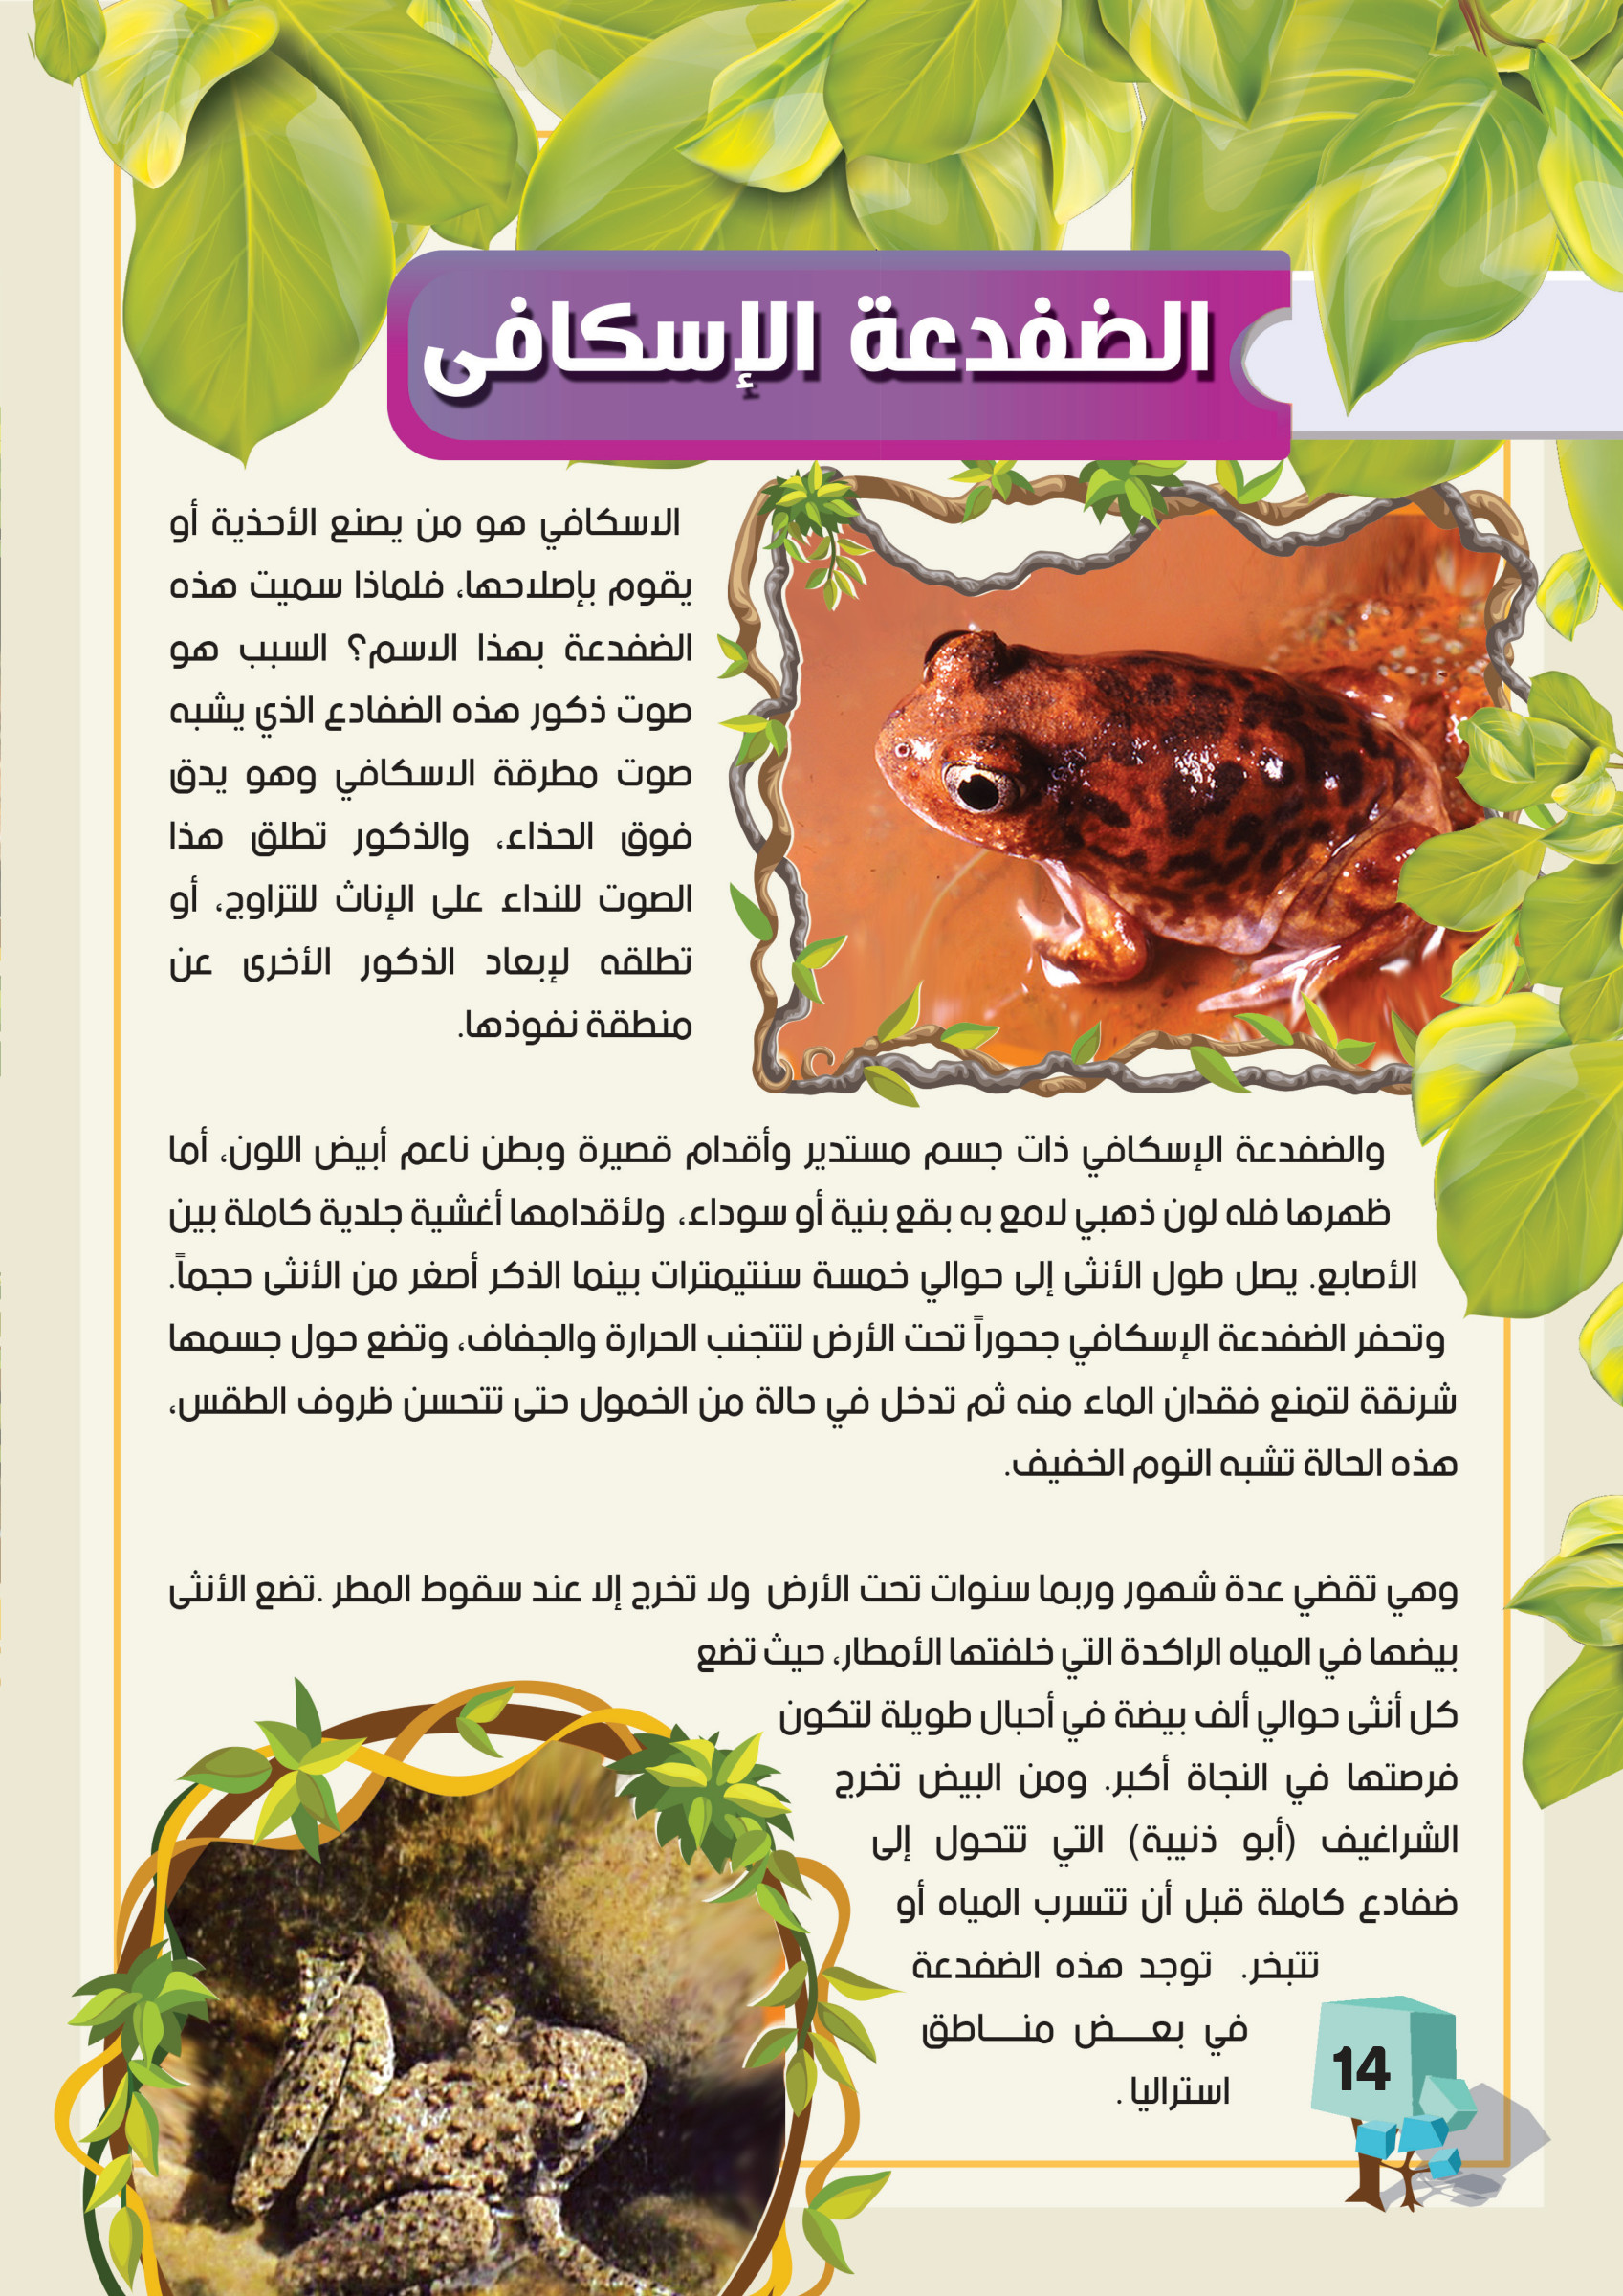 الضفدعة الإسكافى
الاسكافي هو من يصنع الأحذية أو
يقوم بإصلاحها، فلماذا سميت هذه
الضفدعة بهذا الاسم؟ السبب هو
صوت ذكور هذه الضفادع الذي يشبه
صوت مطرقة الاسكافي وهو يدق
فوق الحذاء، والذكور تطلق هذا
الصوت للنداء على الإناث للتزاوج، أو
تطلقه لإبعاد الذكور الأخرى عن
منطقة نفوذها.
والضفدعة الإسكافي ذات جسم مستدير وأقدام قصيرة وبطن ناعم أبيض اللون، أما
ظهرها فله لون ذهبي لامع به بقع بنية أو سوداء، ولأقدامها أغشية جلدية كاملة بين
الأصابع. يصل طول الأنثى إلى حوالي خمسة سنتيمترات بينما الذكر أصغر من الأنثى حجماً.
وتحفر الضفدعة الإسكافي جحوراً تحت الأرض لتتجنب الحرارة والجفاف، وتضع حول جسمها
شرنقة لتمنع فقدان الماء منه ثم تدخل في حالة من الخمول حتى تتحسن ظروف الطقس،
هذه الحالة تشبه النوم الخفيف.
وهي تقضي عدة شهور وربما سنوات تحت الأرض ولا تخرج إلا عند سقوط المطر .تضع الأنثى
بيضها في المياه الراكدة التي خلفتها الأمطار، حيث تضع
كل أنثى حوالي ألف بيضة في أحبال طويلة لتكون
فرصتها في النجاة أكبر. ومن البيض تخرج
الشراغيف (أبو ذنيبة) التي تتحول إلى
ضفادع كاملة قبل أن تتسرب المياه أو
تتبخر. توجد هذه الضفدعة
في بعـــض منـــاطق
استراليا .
14